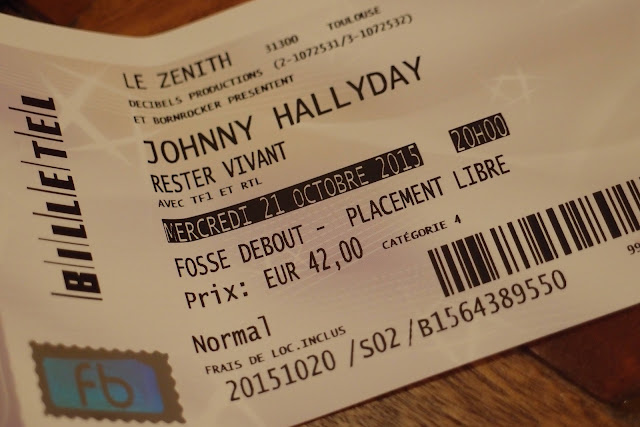 BILLETEL
LE ZENITH 31300 TOULOUSE
DECIBELS PRODUCTIONS (2-1072531/3-1072532)
ET BORNROCKER PRESENTENT
JOHNNY HALLYDAY
RESTER VIVANT
AVEC TF1 ET RTL
MERCREDI 21 OCTOBRE 2015 20H00
FOSSE DEBOUT - PLACEMENT LIBRE
Prix: EUR 42,00 CATÉGORIE 4
Normal
FRAIS DE LOC.INCLUS
20151020 /S02 /B1564389550
99
fb